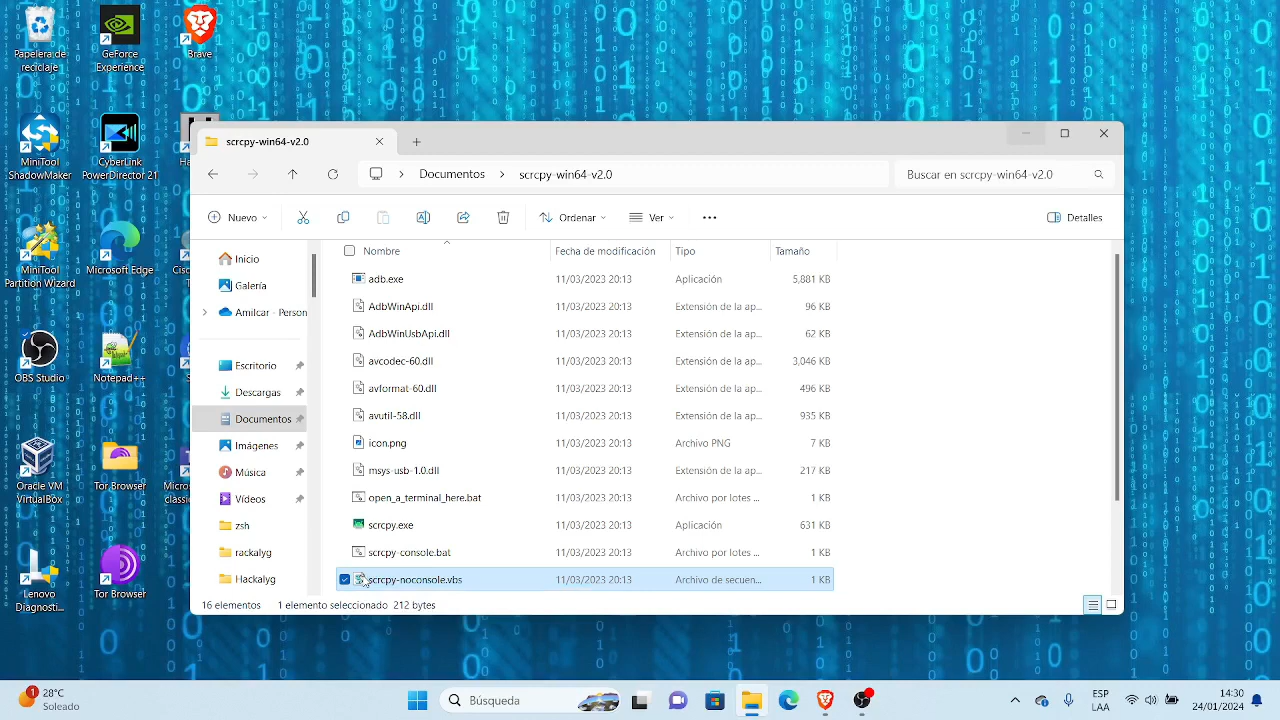 Papelera de
reciclaje
GeForce
Experience
Brave
MiniTool
ShadowMaker
CyberLink
PowerDirector 21
Ha
MiniTool
Partition Wizard
Microsoft Edge
Cisc
OBS Studio
Notepad++
S
Oracle VM
VirtualBox
Tor Browser
Micros
classic
Lenovo
Diagnosti...
Tor Browser
scrcpy-win64-v2.0
Documentos
scrcpy-win64-v2.0
Buscar en scrcpy-win64-v2.0
Nuevo
Ordenar
Ver
Detalles
Inicio
Galería
Amilcar - Person
Escritorio
Descargas
Documentos
Imágenes
Música
Vídeos
zsh
rackalyg
Hackalyg
Nombre Fecha de modificación Tipo Tamaño
adb.exe 11/03/2023 20:13 Aplicación 5,881 KB
AdbWinApi.dll 11/03/2023 20:13 Extensión de la ap... 96 KB
AdbWinUsbApi.dll 11/03/2023 20:13 Extensión de la ap... 62 KB
avcodec-60.dll 11/03/2023 20:13 Extensión de la ap... 3,046 KB
avformat-60.dll 11/03/2023 20:13 Extensión de la ap... 496 KB
avutil-58.dll 11/03/2023 20:13 Extensión de la ap... 935 KB
icon.png 11/03/2023 20:13 Archivo PNG 7 KB
msys-usb-1.0.dll 11/03/2023 20:13 Extensión de la ap... 217 KB
open_a_terminal_here.bat 11/03/2023 20:13 Archivo por lotes ... 1 KB
scrcpy.exe 11/03/2023 20:13 Aplicación 631 KB
scrcpy-console.bat 11/03/2023 20:13 Archivo por lotes ... 1 KB
scrcpy-noconsole.vbs 11/03/2023 20:13 Archivo de secuen... 1 KB
16 elementos 1 elemento seleccionado 212 bytes
1
28°C
Soleado
Búsqueda
ESP
LAA
14:30
24/01/2024